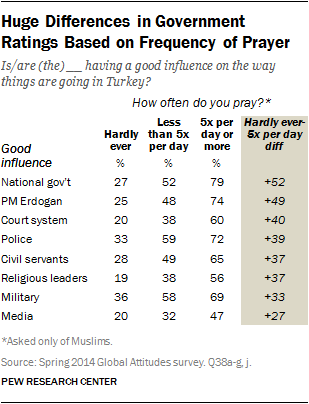 Huge Differences in Government
Ratings Based on Frequency of Prayer
Is/are (the) __ having a good influence on the way
things are going in Turkey?
How often do you pray?*
Good influence Hardly ever Less than 5x per day 5x per day or more Hardly ever-5x per day diff
% % %
National gov't 27 52 79 +52
PM Erdogan 25 48 74 +49
Court system 20 38 60 +40
Police 33 59 72 +39
Civil servants 28 49 65 +37
Religious leaders 19 38 56 +37
Military 36 58 69 +33
Media 20 32 47 +27
*Asked only of Muslims.
Source: Spring 2014 Global Attitudes survey. Q38a-g, j.
PEW RESEARCH CENTER